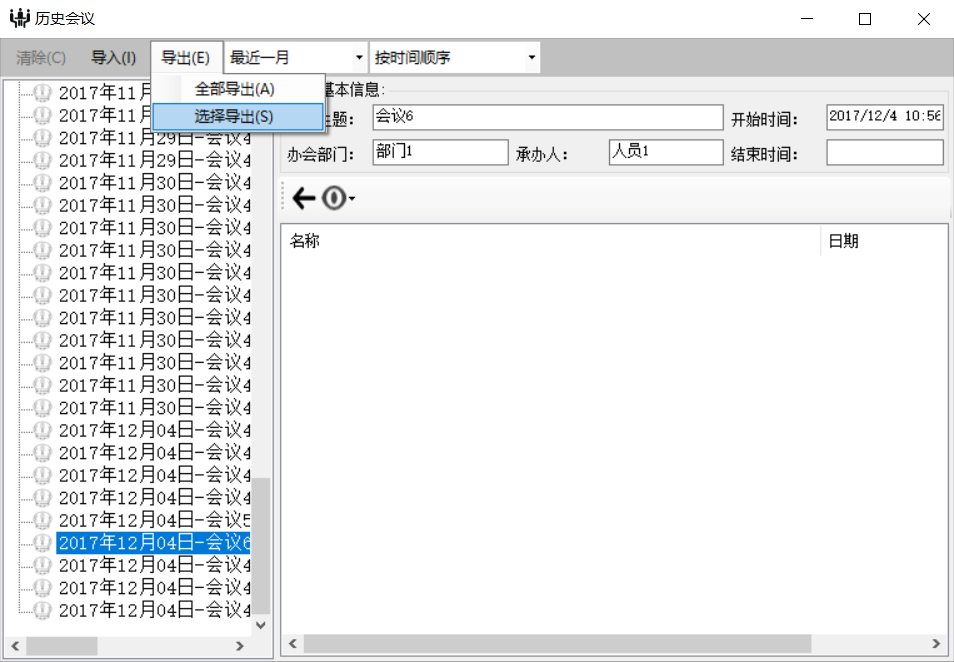 历史会议
清除(C) 导入(I) 导出(E) 最近一月 按时间顺序
全部导出(A)
选择导出(S)
基本信息:
题: 会议6 开始时间: 2017/12/4 10:56
办会部门: 部门1 承办人: 人员1 结束时间:
名称 日期
2017年11月
2017年11月
2017年11月29日-会议4
2017年11月29日-会议4
2017年11月30日-会议4
2017年11月30日-会议4
2017年11月30日-会议4
2017年11月30日-会议4
2017年11月30日-会议4
2017年11月30日-会议4
2017年11月30日-会议4
2017年11月30日-会议4
2017年11月30日-会议4
2017年11月30日-会议4
2017年11月30日-会议4
2017年12月04日-会议4
2017年12月04日-会议4
2017年12月04日-会议4
2017年12月04日-会议4
2017年12月04日-会议5
2017年12月04日-会议6
2017年12月04日-会议4
2017年12月04日-会议4
2017年12月04日-会议4